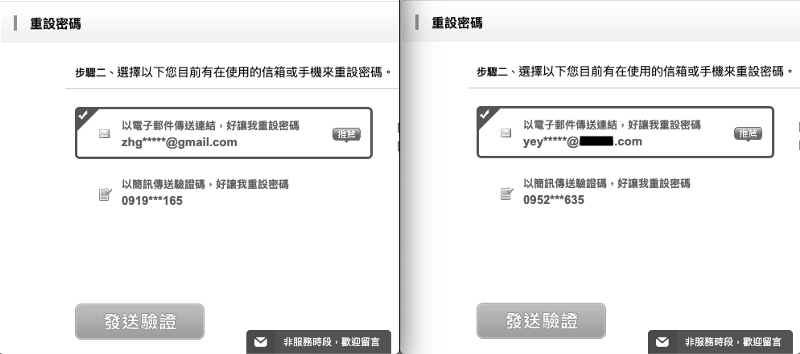 重設密碼
步驟二、選擇以下您目前有在使用的信箱或手機來重設密碼。
以電子郵件傳送連結，好讓我重設密碼
zhg*****@gmail.com
推薦
以簡訊傳送驗證碼，好讓我重設密碼
0919***165
發送驗證
非服務時段，歡迎留言
重設密碼
步驟二、選擇以下您目前有在使用的信箱或手機來重設密碼。
以電子郵件傳送連結，好讓我重設密碼
yey*****@.com
推薦
以簡訊傳送驗證碼，好讓我重設密碼
0952***635
發送驗證
非服務時段，歡迎留言